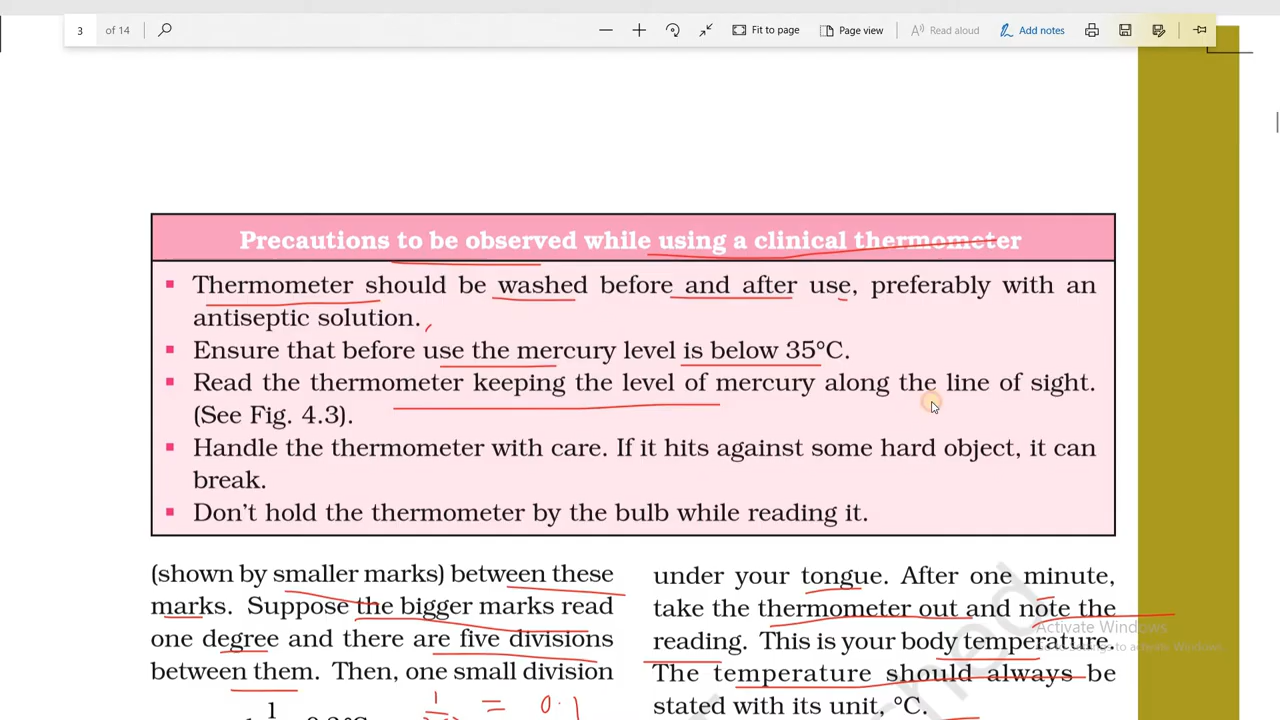 3 of 14 Fit to page Page view Read aloud Add notes
Precautions to be observed while using a clinical thermometer
▪ Thermometer should be washed before and after use, preferably with an
antiseptic solution.
▪ Ensure that before use the mercury level is below 35°C.
▪ Read the thermometer keeping the level of mercury along the line of sight.
(See Fig. 4.3).
▪ Handle the thermometer with care. If it hits against some hard object, it can
break.
▪ Don't hold the thermometer by the bulb while reading it.
(shown by smaller marks) between these
marks. Suppose the bigger marks read
one degree and there are five divisions
between them. Then, one small division
1
1 = 0.1
under your tongue. After one minute,
take the thermometer out and note the
reading. This is your body temperature.
The temperature should always be
stated with its unit, °C.
Activate Windows